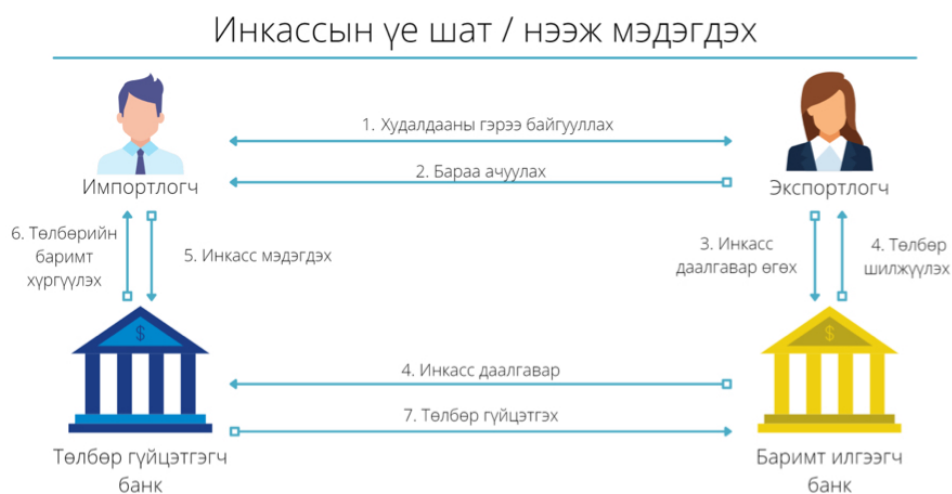 Инкассын үе шат / нээж мэдэгдэх
1. Худалдааны гэрээ байгууллах
2. Бараа ачуулах
Импортлогч
Экспортлогч
6. Төлбөрийн
баримт
хүргүүлэх
5. Инкасс мэдэгдэх
3. Инкасс
даалгавар өгөх
4. Төлбөр
шилжүүлэх
$
$
4. Инкасс даалгавар
7. Төлбөр гүйцэтгэх
Төлбөр гүйцэтгэгч
банк
Баримт илгээгч
банк